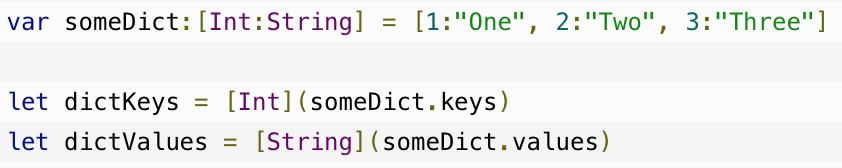 var someDict:[Int:String] = [1:"One", 2:"Two", 3:"Three"]
let dictKeys = [Int](someDict.keys)
let dictValues = [String](someDict.values)